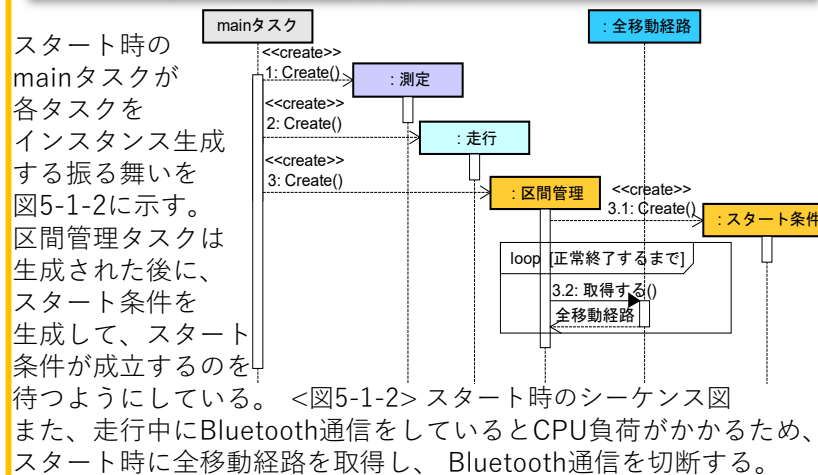 mainタスク
: 全移動経路
スタート時の
mainタスクが
各タスクを
インスタンス生成
する振る舞いを
図5-1-2に示す。
区間管理タスクは
生成された後に、
スタート条件を
生成して、スタート
条件が成立するのを
待つようにしている。
<<create>>
1: Create()
: 測定
<<create>>
2: Create()
: 走行
<<create>>
3: Create()
: 区間管理
<<create>>
3.1: Create()
: スタート条件
loop [正常終了するまで]
3.2: 取得する()
全移動経路
<図5-1-2> スタート時のシーケンス図
また、走行中にBluetooth通信をしているとCPU負荷がかかるため、
スタート時に全移動経路を取得し、 Bluetooth通信を切断する。